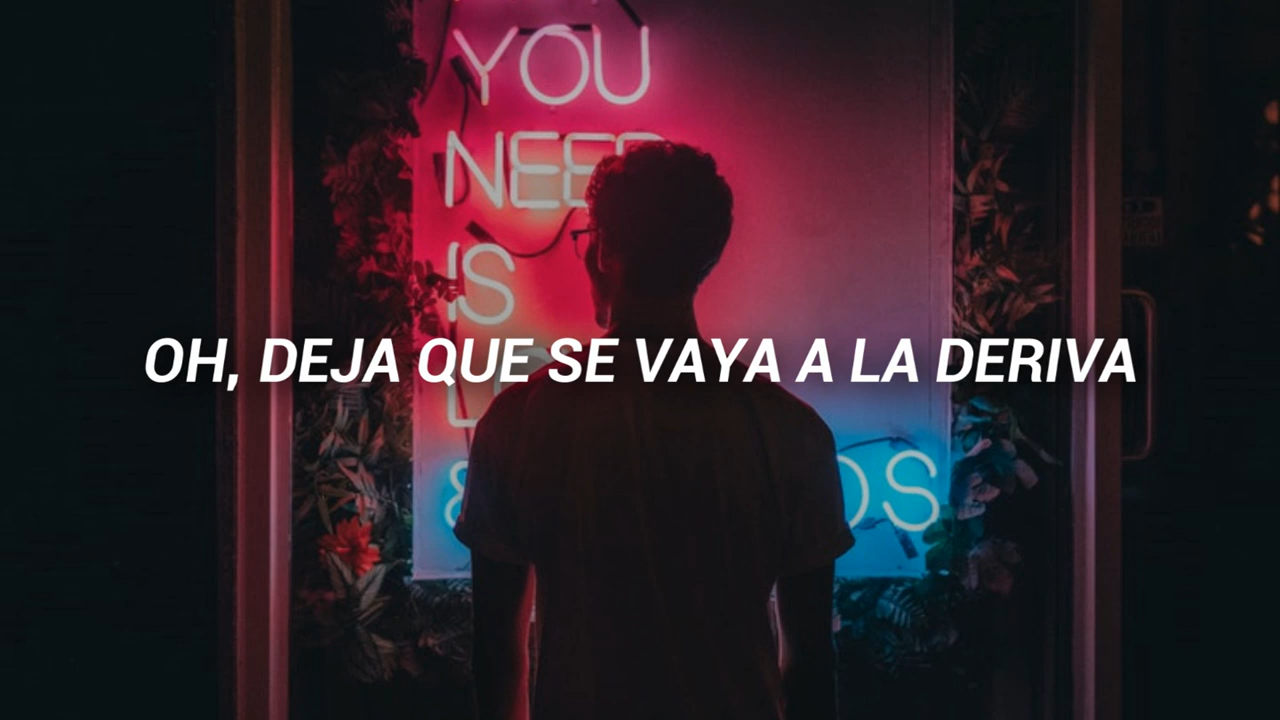 YOU
NEE
IS
OH, DEJA QUE SE VAYA A LA DERIVA
&
OS